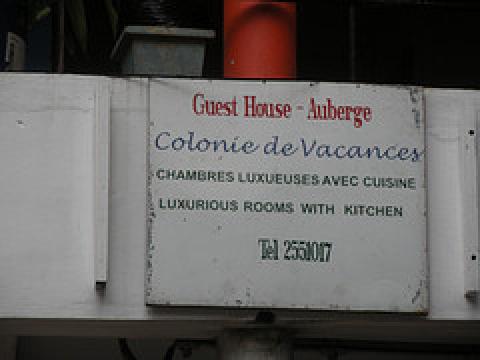 Guest House - Auberge
Colonie de Vacances
CHAMBRES LUXUEUSES AVEC CUISINE
LUXURIOUS ROOMS WITH KITCHEN
Tel 2551017